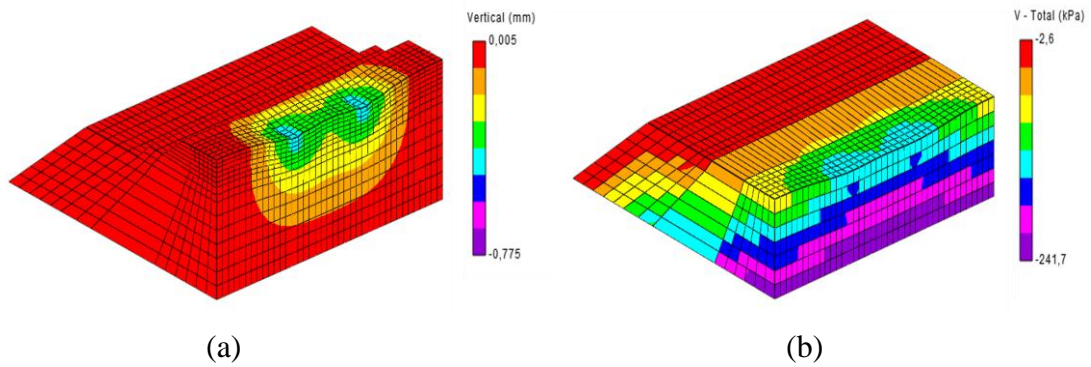 Vertical (mm)
0,005
-0,775
V - Total (kPa)
-2,6
-241,7
(a)
(b)